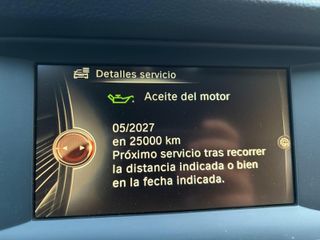 Detalles servicio
Aceite del motor
05/2027
en 25000 km
Próximo servicio tras recorrer
la distancia indicada o bien
en la fecha indicada.